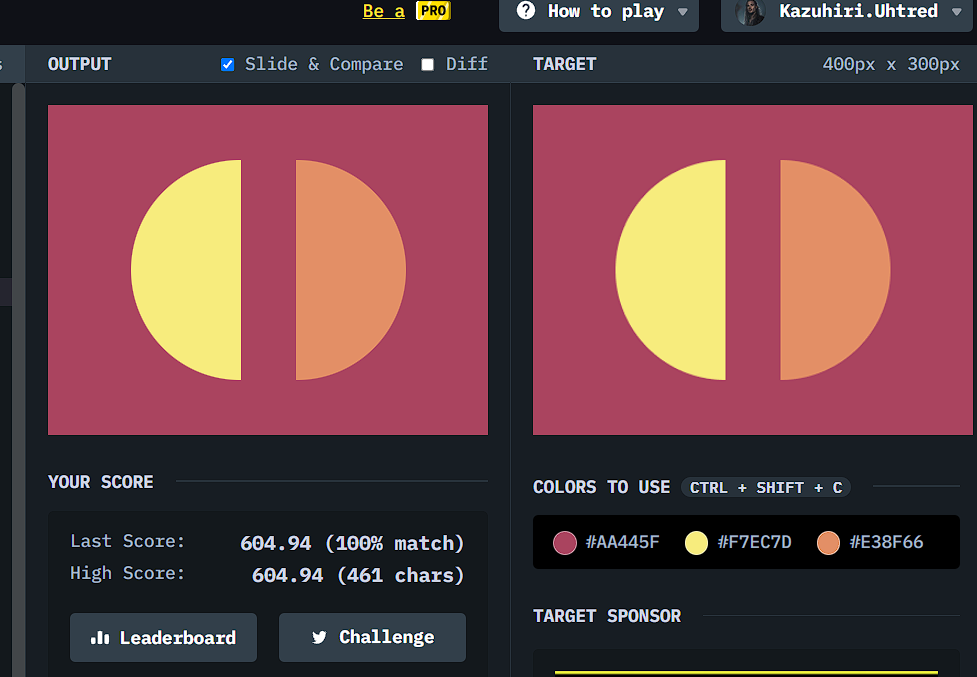 Be a PRO
How to play
Kazuhiri.Uhtred
OUTPUT
Slide & Compare
Diff
TARGET
400px x 300px
YOUR SCORE
Last Score: 604.94 (100% match)
High Score: 604.94 (461 chars)
Leaderboard
Challenge
COLORS TO USE CTRL + SHIFT + C
#AA445F
#F7EC7D
#E38F66
TARGET SPONSOR